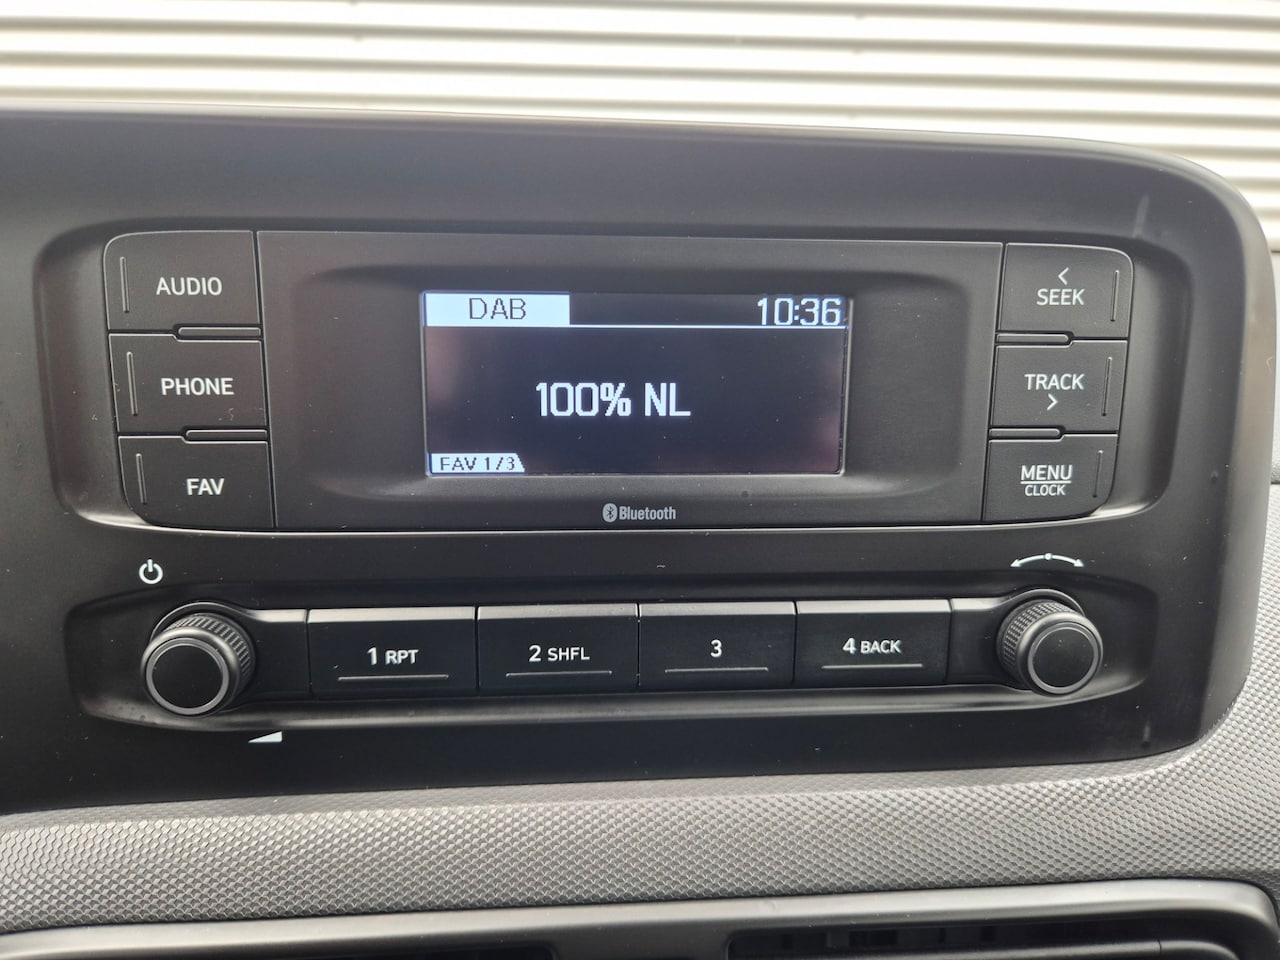 AUDIO
PHONE
FAV
DAB
10:36
100% NL
FAV 1/3
Bluetooth
< SEEK
TRACK >
MENU
CLOCK
1 RPT
2 SHFL
3
4 BACK